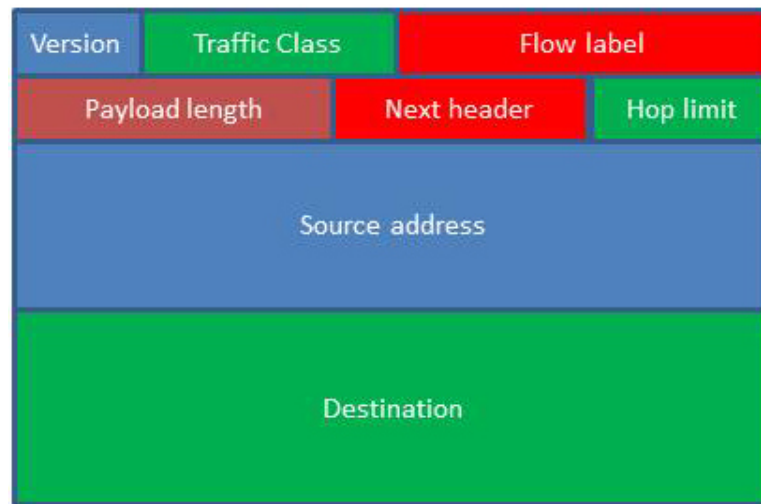 Version Traffic Class Flow label
Payload length Next header Hop limit
Source address
Destination